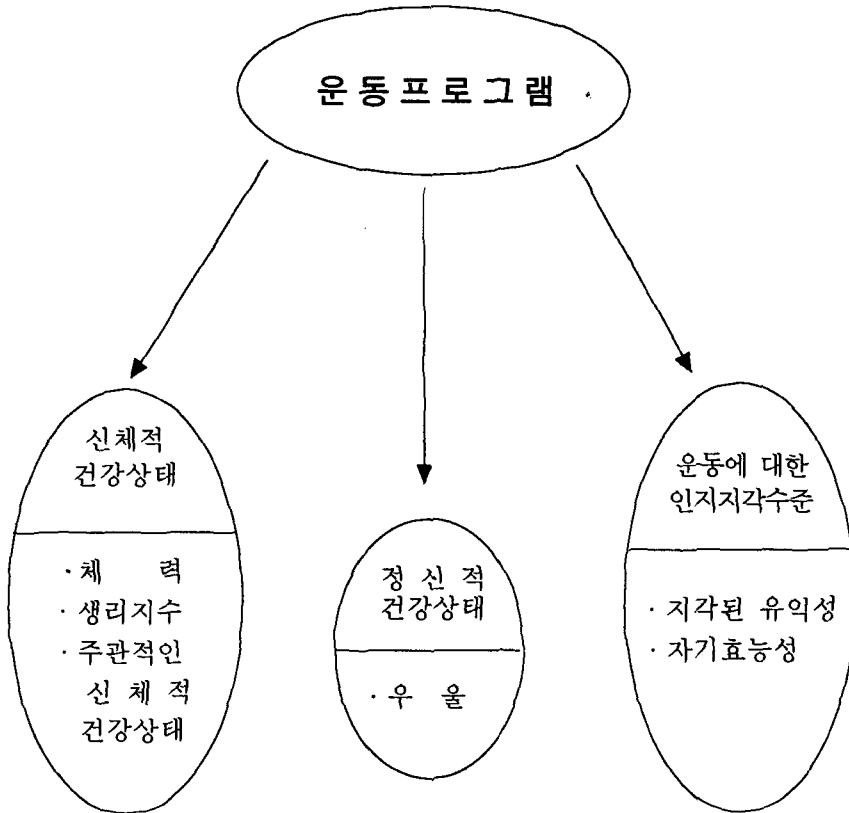 운동프로그램
신체적
건강상태
· 체 력
· 생리지수
· 주관적인
신 체 적
건강상태
정 신 적
건강상태
· 우 울
운동에 대한
인지지각수준
· 지각된 유익성
· 자기효능성